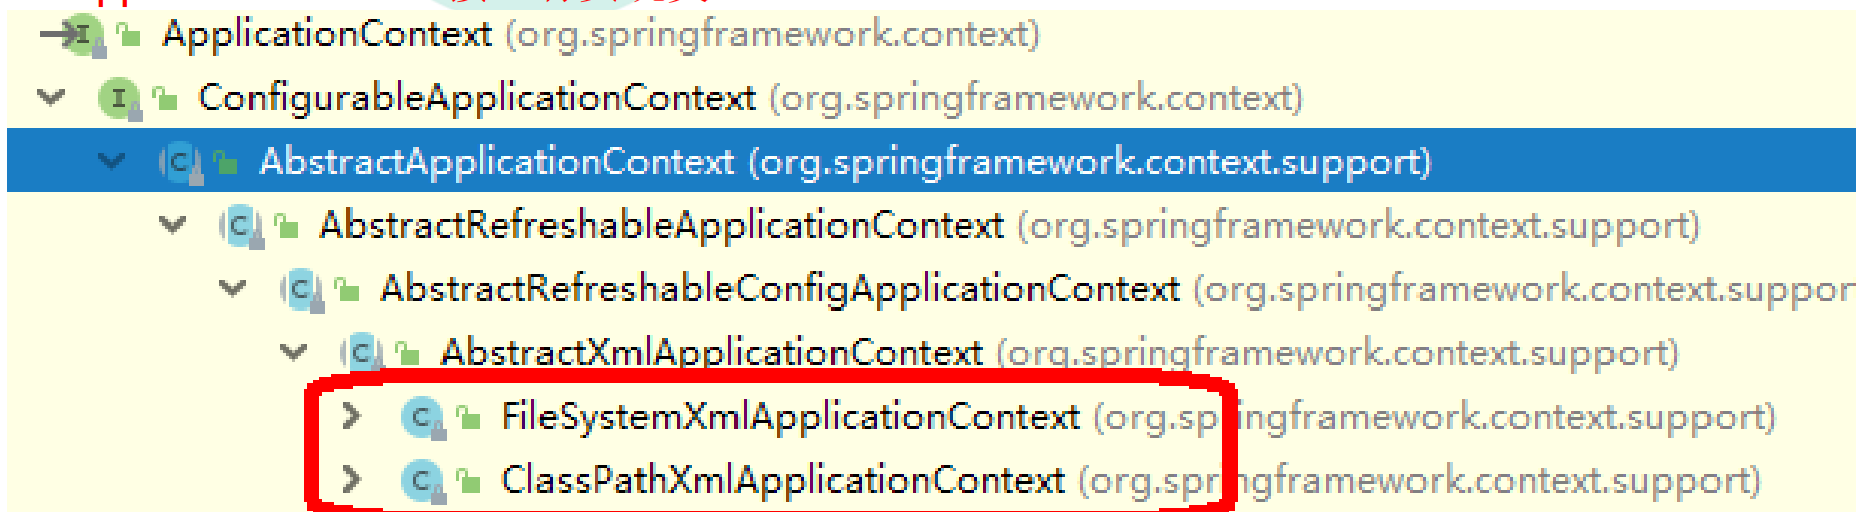 ApplicationContext (org.springframework.context)
ConfigurableApplicationContext (org.springframework.context)
AbstractApplicationContext (org.springframework.context.support)
AbstractRefreshableApplicationContext (org.springframework.context.support)
AbstractRefreshableConfigApplicationContext (org.springframework.context.suppor
AbstractXmlApplicationContext (org.springframework.context.support)
FileSystemXmlApplicationContext (org.springframework.context.support)
ClassPathXmlApplicationContext (org.springframework.context.support)